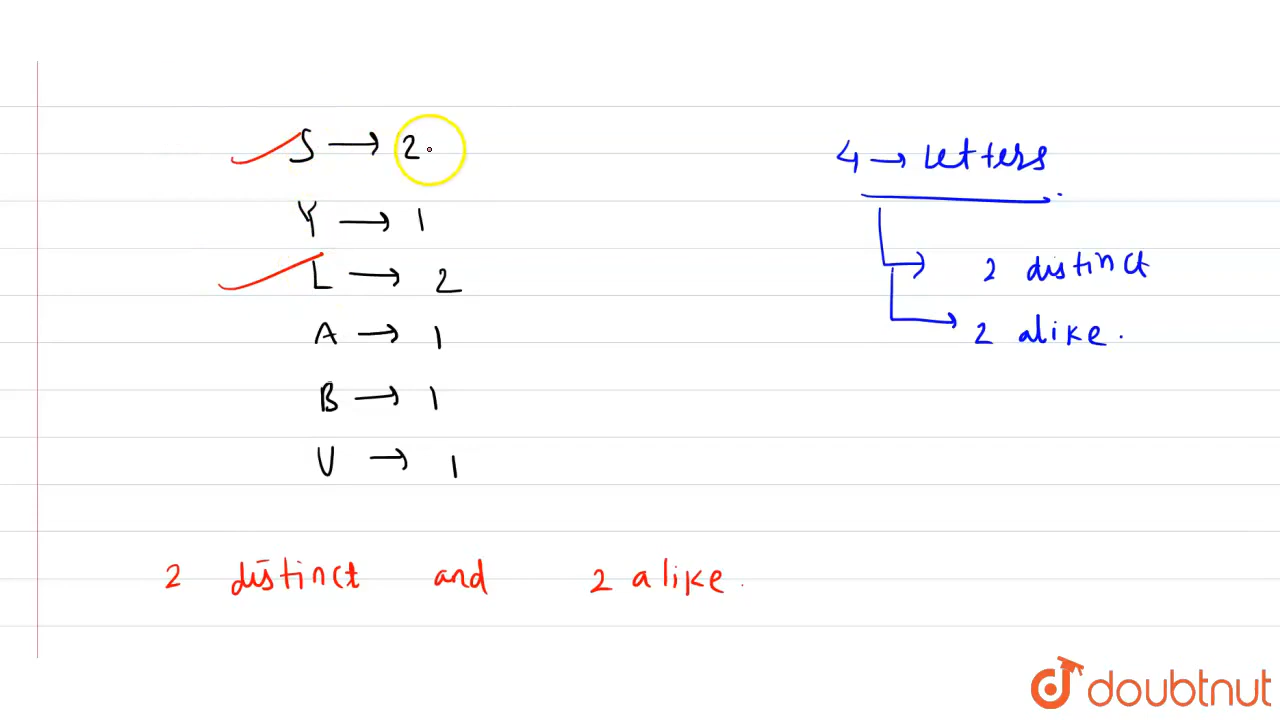 S → 2
Y → 1
L → 2
A → 1
B → 1
U → 1
4 → Letters
→ 2 distinct
→ 2 alike.
2 distinct and 2 alike.
doubtnut